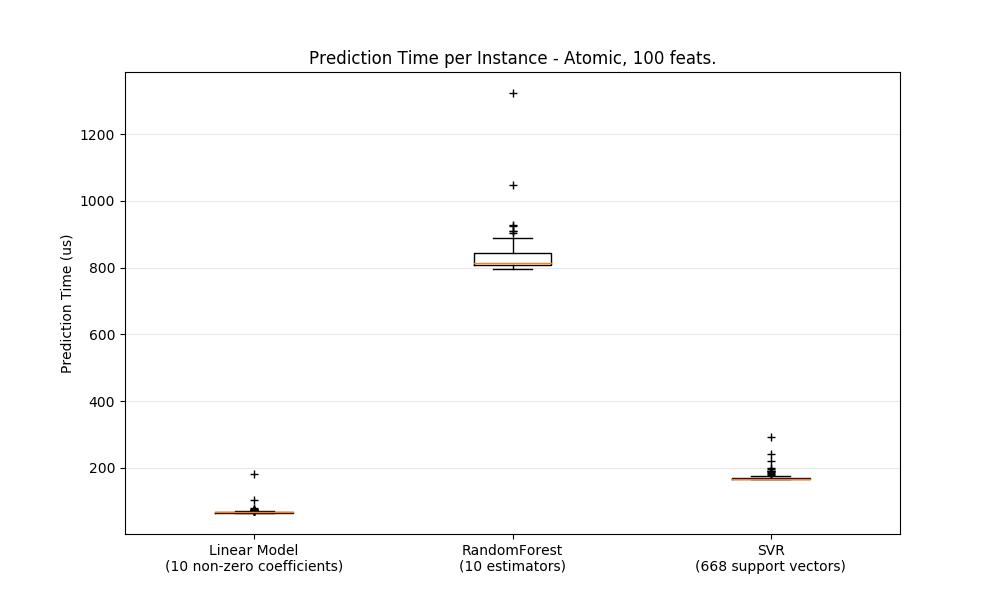 Prediction Time per Instance - Atomic, 100 feats.
Prediction Time (us)
1200
1000
800
600
400
200
Linear Model
(10 non-zero coefficients)
RandomForest
(10 estimators)
SVR
(668 support vectors)